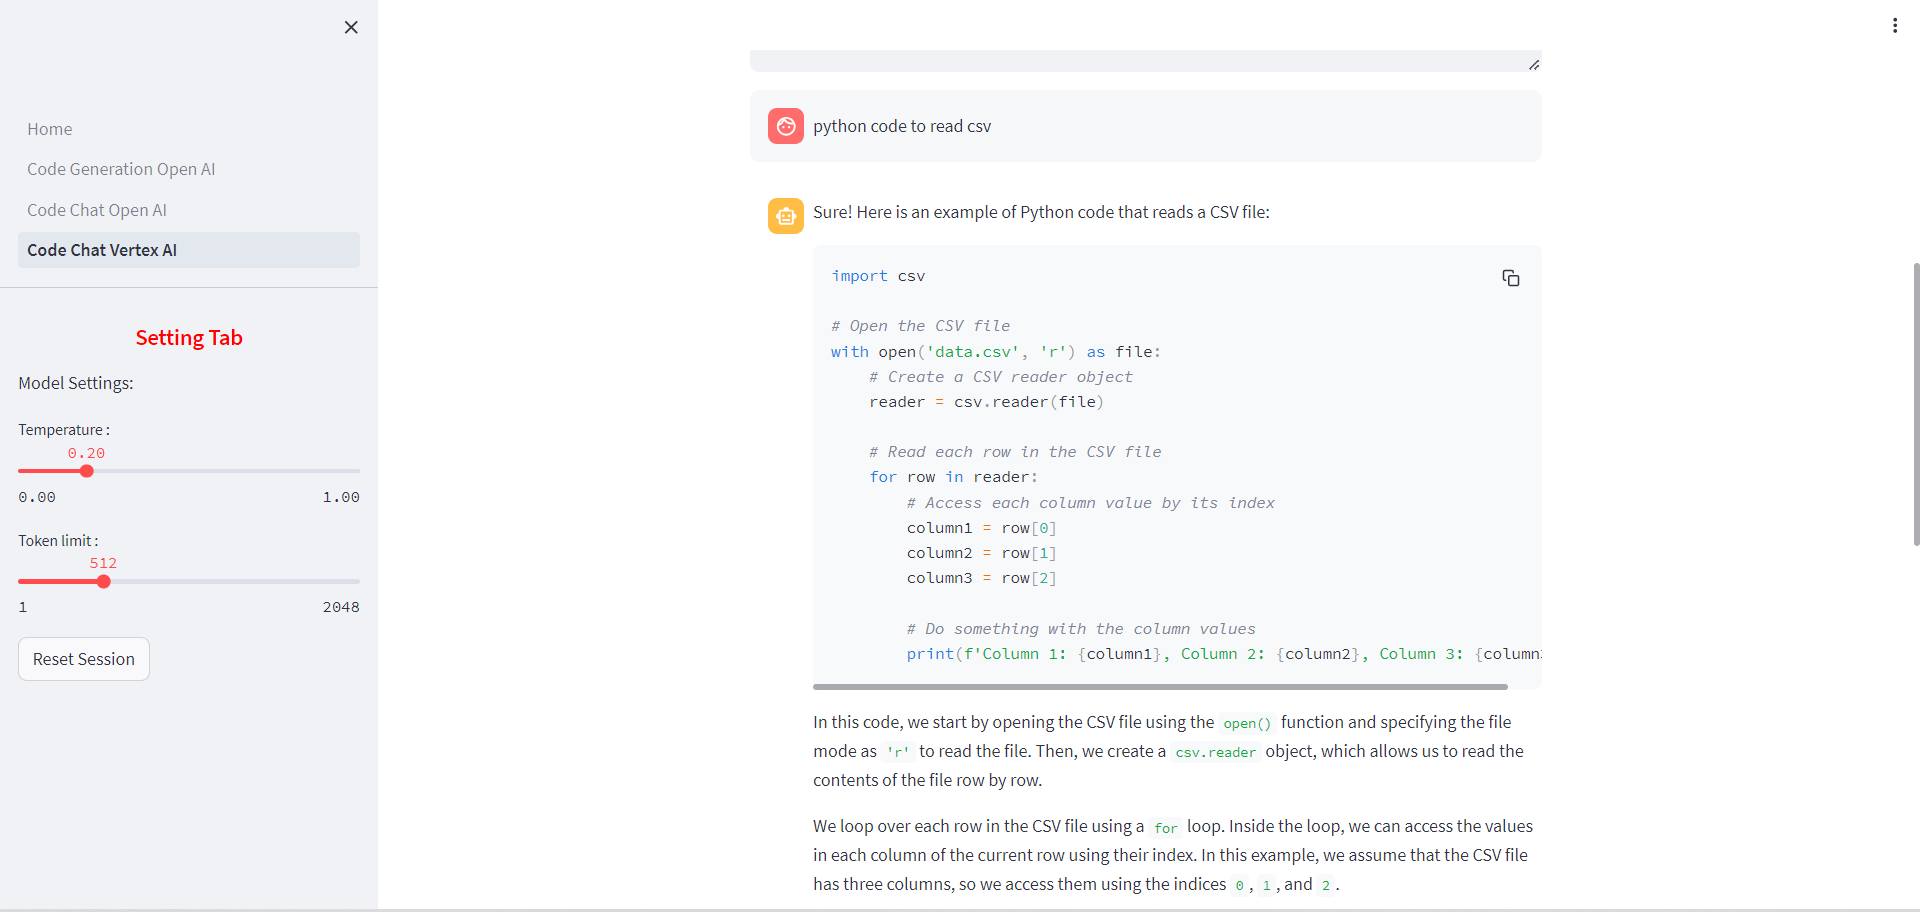 Home
Code Generation Open AI
Code Chat Open AI
Code Chat Vertex AI
Setting Tab
Model Settings:
Temperature :
0.20
0.00 1.00
Token limit :
512
1 2048
Reset Session
python code to read csv
Sure! Here is an example of Python code that reads a CSV file:
import csv
# Open the CSV file
with open('data.csv', 'r') as file:
    # Create a CSV reader object
    reader = csv.reader(file)
    # Read each row in the CSV file
    for row in reader:
        # Access each column value by its index
        column1 = row[0]
        column2 = row[1]
        column3 = row[2]
        # Do something with the column values
        print(f'Column 1: {column1}, Column 2: {column2}, Column 3: {column
In this code, we start by opening the CSV file using the open() function and specifying the file
mode as 'r' to read the file. Then, we create a csv.reader object, which allows us to read the
contents of the file row by row.
We loop over each row in the CSV file using a for loop. Inside the loop, we can access the values
in each column of the current row using their index. In this example, we assume that the CSV file
has three columns, so we access them using the indices 0, 1, and 2.